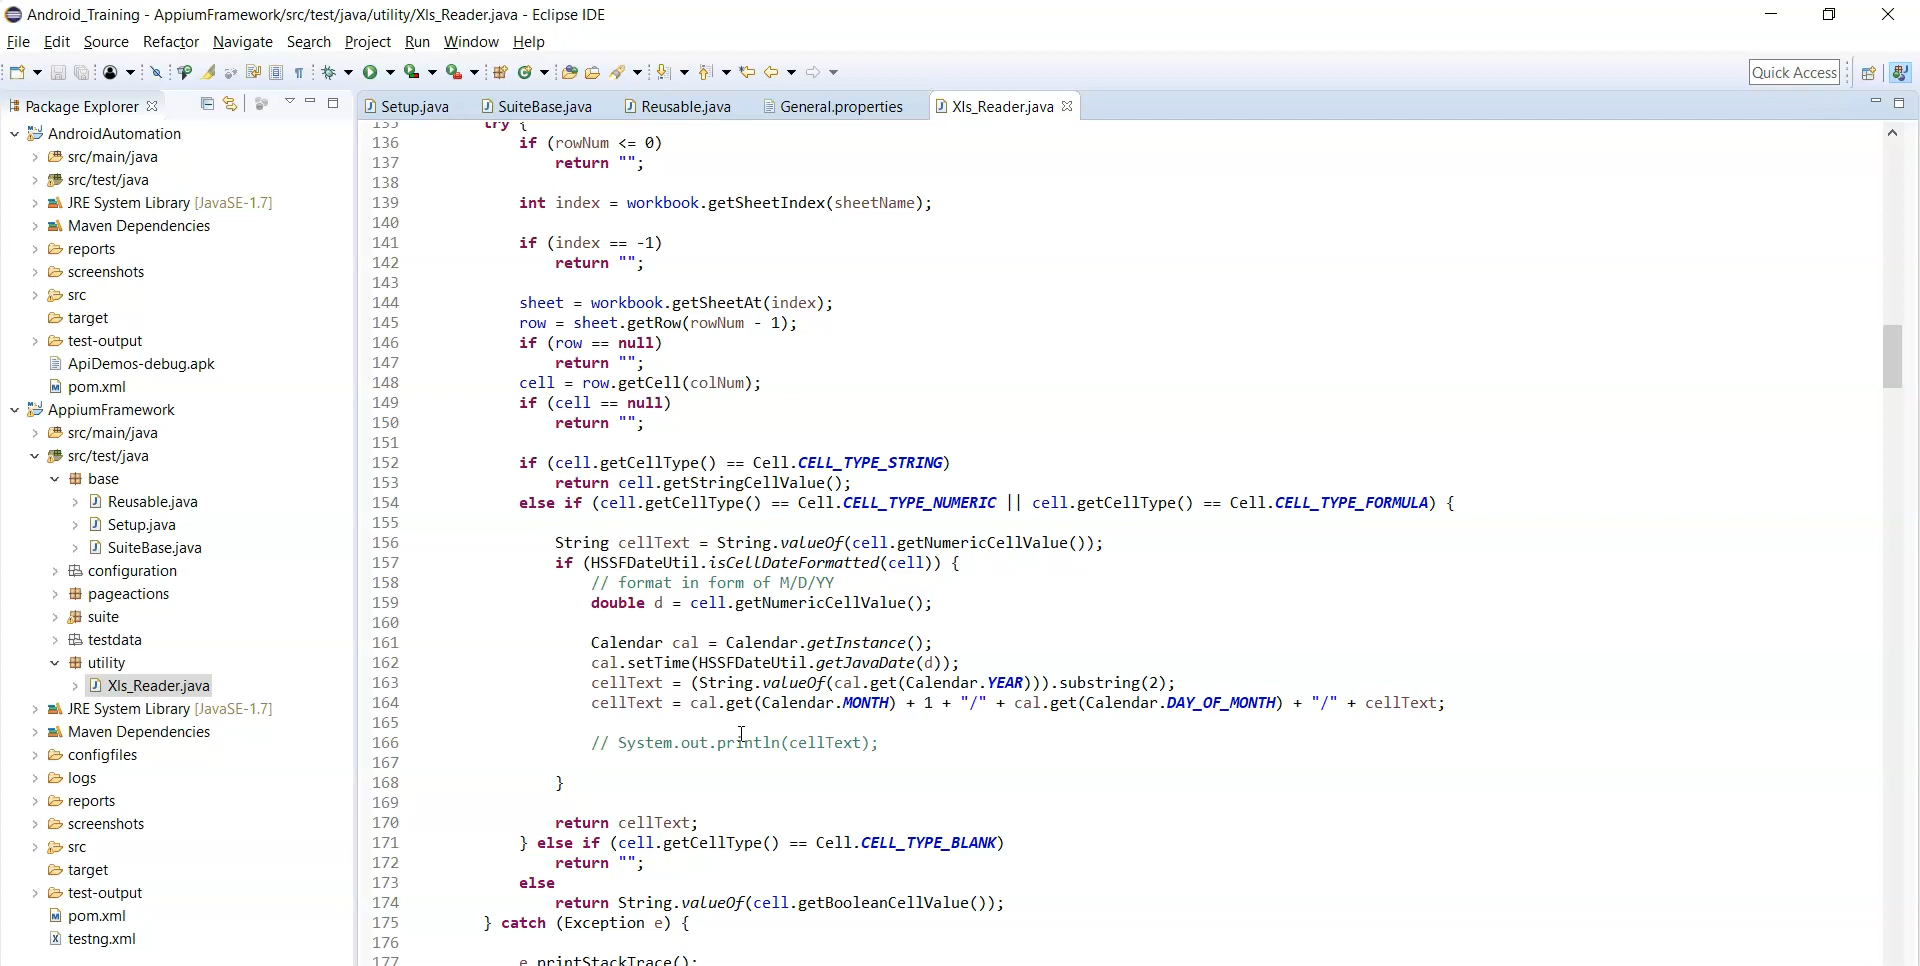 Android_Training - AppiumFramework/src/test/java/utility/Xls_Reader.java - Eclipse IDE
File Edit Source Refactor Navigate Search Project Run Window Help
Quick Access
Package Explorer
Setup.java SuiteBase.java Reusable.java General.properties Xls_Reader.java
AndroidAutomation
src/main/java
src/test/java
JRE System Library [JavaSE-1.7]
Maven Dependencies
reports
screenshots
src
target
test-output
ApiDemos-debug.apk
pom.xml
AppiumFramework
src/main/java
src/test/java
base
Reusable.java
Setup.java
SuiteBase.java
configuration
pageactions
suite
testdata
utility
Xls_Reader.java
JRE System Library [JavaSE-1.7]
Maven Dependencies
configfiles
logs
reports
screenshots
src
target
test-output
pom.xml
testng.xml
135 try {
136 if (rowNum <= 0)
137 return "";
138
139 int index = workbook.getSheetIndex(sheetName);
140
141 if (index == -1)
142 return "";
143
144 sheet = workbook.getSheetAt(index);
145 row = sheet.getRow(rowNum - 1);
146 if (row == null)
147 return "";
148 cell = row.getCell(colNum);
149 if (cell == null)
150 return "";
151
152 if (cell.getCellType() == Cell.CELL_TYPE_STRING)
153 return cell.getStringCellValue();
154 else if (cell.getCellType() == Cell.CELL_TYPE_NUMERIC || cell.getCellType() == Cell.CELL_TYPE_FORMULA) {
155
156 String cellText = String.valueOf(cell.getNumericCellValue());
157 if (HSSFDateUtil.isCellDateFormatted(cell)) {
158 // format in form of M/D/YY
159 double d = cell.getNumericCellValue();
160
161 Calendar cal = Calendar.getInstance();
162 cal.setTime(HSSFDateUtil.getJavaDate(d));
163 cellText = (String.valueOf(cal.get(Calendar.YEAR))).substring(2);
164 cellText = cal.get(Calendar.MONTH) + 1 + "/" + cal.get(Calendar.DAY_OF_MONTH) + "/" + cellText;
165
166 // System.out.println(cellText);
167
168 }
169
170 return cellText;
171 } else if (cell.getCellType() == Cell.CELL_TYPE_BLANK)
172 return "";
173 else
174 return String.valueOf(cell.getBooleanCellValue());
175 } catch (Exception e) {
176
177 e.printStackTrace();